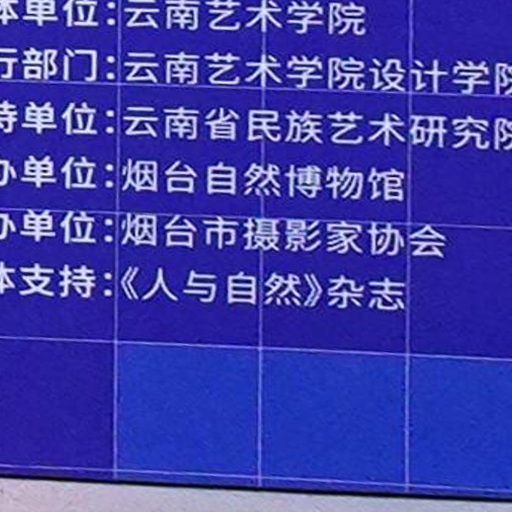 体单位：云南艺术学院
行部门：云南艺术学院设计学院
持单位：云南省民族艺术研究院
办单位：烟台自然博物馆
办单位：烟台市摄影家协会
体支持：《人与自然》杂志